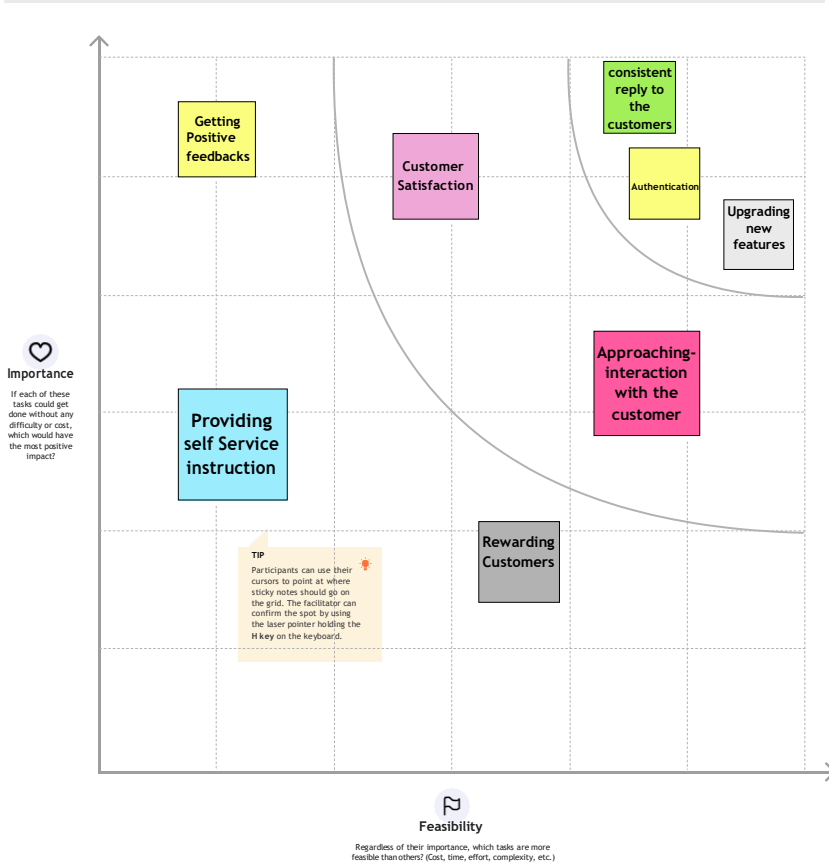 consistent
reply to
the
customers
Getting
Positive
feedbacks
Customer
Satisfaction
Authentication
Upgrading
new
features
Approaching-
interaction
with the
customer
Importance
If each of these
tasks could get
done without any
difficulty or cost,
which would have
the most positive
impact?
Providing
self Service
instruction
Rewarding
Customers
TIP
Participants can use their
cursors to point at where
sticky notes should go on
the grid. The facilitator can
confirm the spot by using
the laser pointer holding the
H key on the keyboard.
Feasibility
Regardless of their importance, which tasks are more
feasible than others? (Cost, time, effort, complexity, etc.)